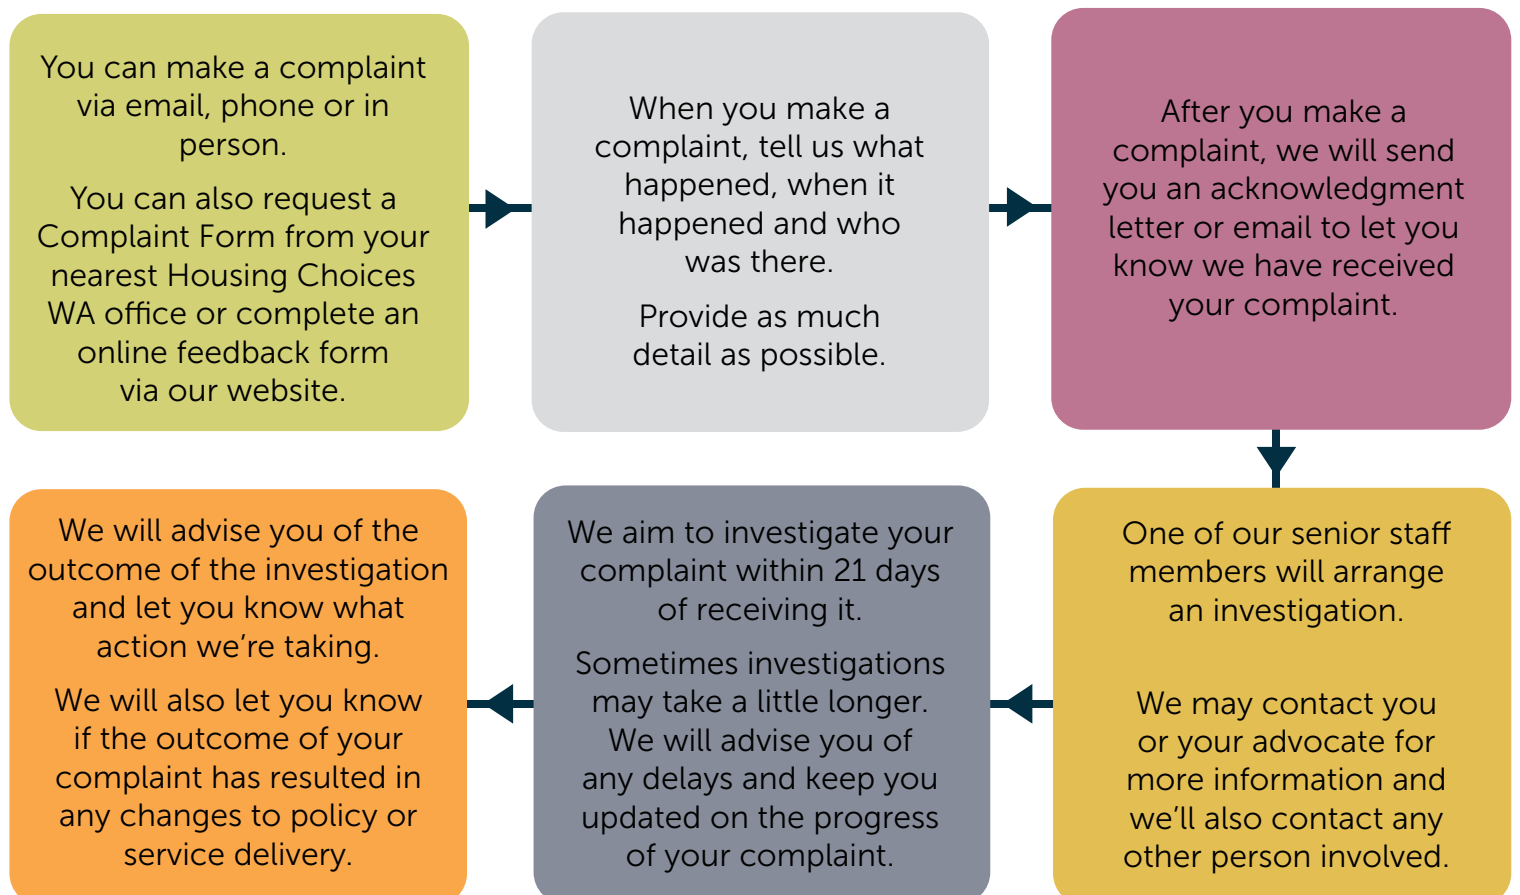 You can make a complaint
via email, phone or in
person.
You can also request a
Complaint Form from your
nearest Housing Choices
WA office or complete an
online feedback form
via our website.
When you make a
complaint, tell us what
happened, when it
happened and who
was there.
Provide as much
detail as possible.
After you make a
complaint, we will send
you an acknowledgment
letter or email to let you
know we have received
your complaint.
One of our senior staff
members will arrange
an investigation.
We may contact you
or your advocate for
more information and
we’ll also contact any
other person involved.
We aim to investigate your
complaint within 21 days
of receiving it.
Sometimes investigations
may take a little longer.
We will advise you of
any delays and keep you
updated on the progress
of your complaint.
We will advise you of the
outcome of the investigation
and let you know what
action we’re taking.
We will also let you know
if the outcome of your
complaint has resulted in
any changes to policy or
service delivery.